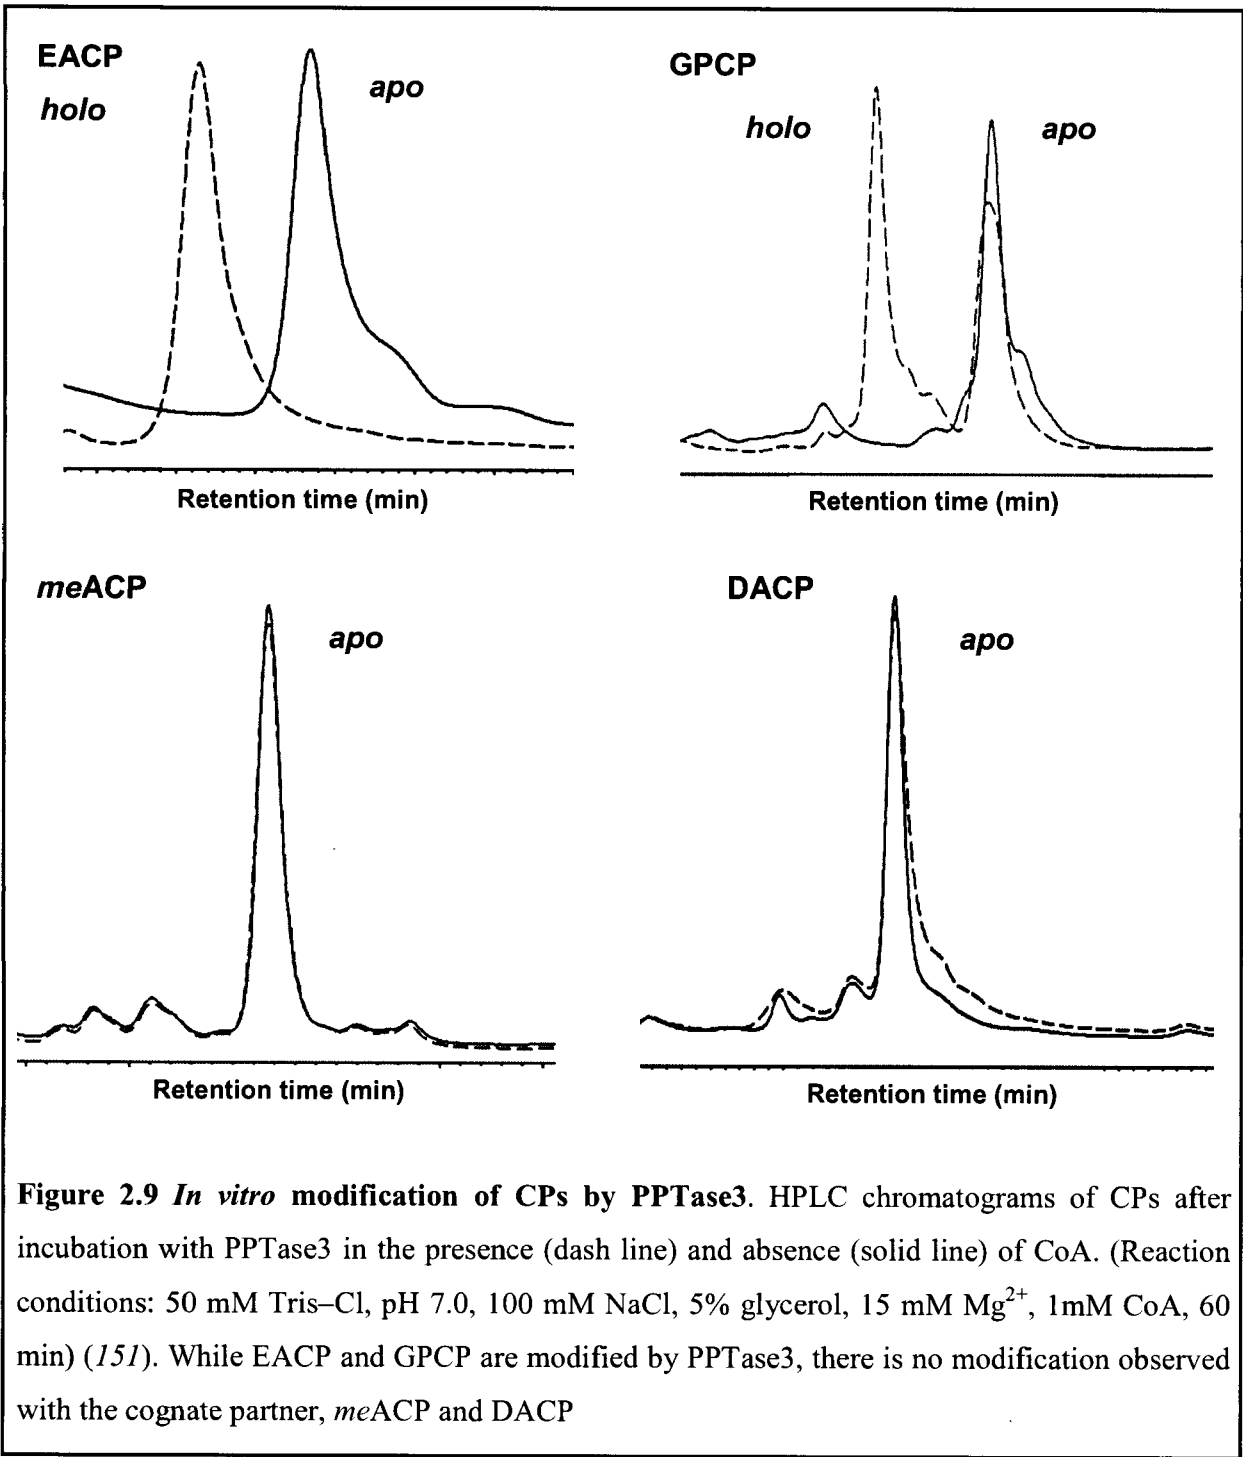 EACP
holo
apo
Retention time (min)
GPCP
holo
apo
Retention time (min)
meACP
apo
Retention time (min)
DACP
apo
Retention time (min)
Figure 2.9 In vitro modification of CPs by PPTase3. HPLC chromatograms of CPs after
incubation with PPTase3 in the presence (dash line) and absence (solid line) of CoA. (Reaction
conditions: 50 mM Tris–Cl, pH 7.0, 100 mM NaCl, 5% glycerol, 15 mM Mg²⁺, 1mM CoA, 60
min) (151). While EACP and GPCP are modified by PPTase3, there is no modification observed
with the cognate partner, meACP and DACP